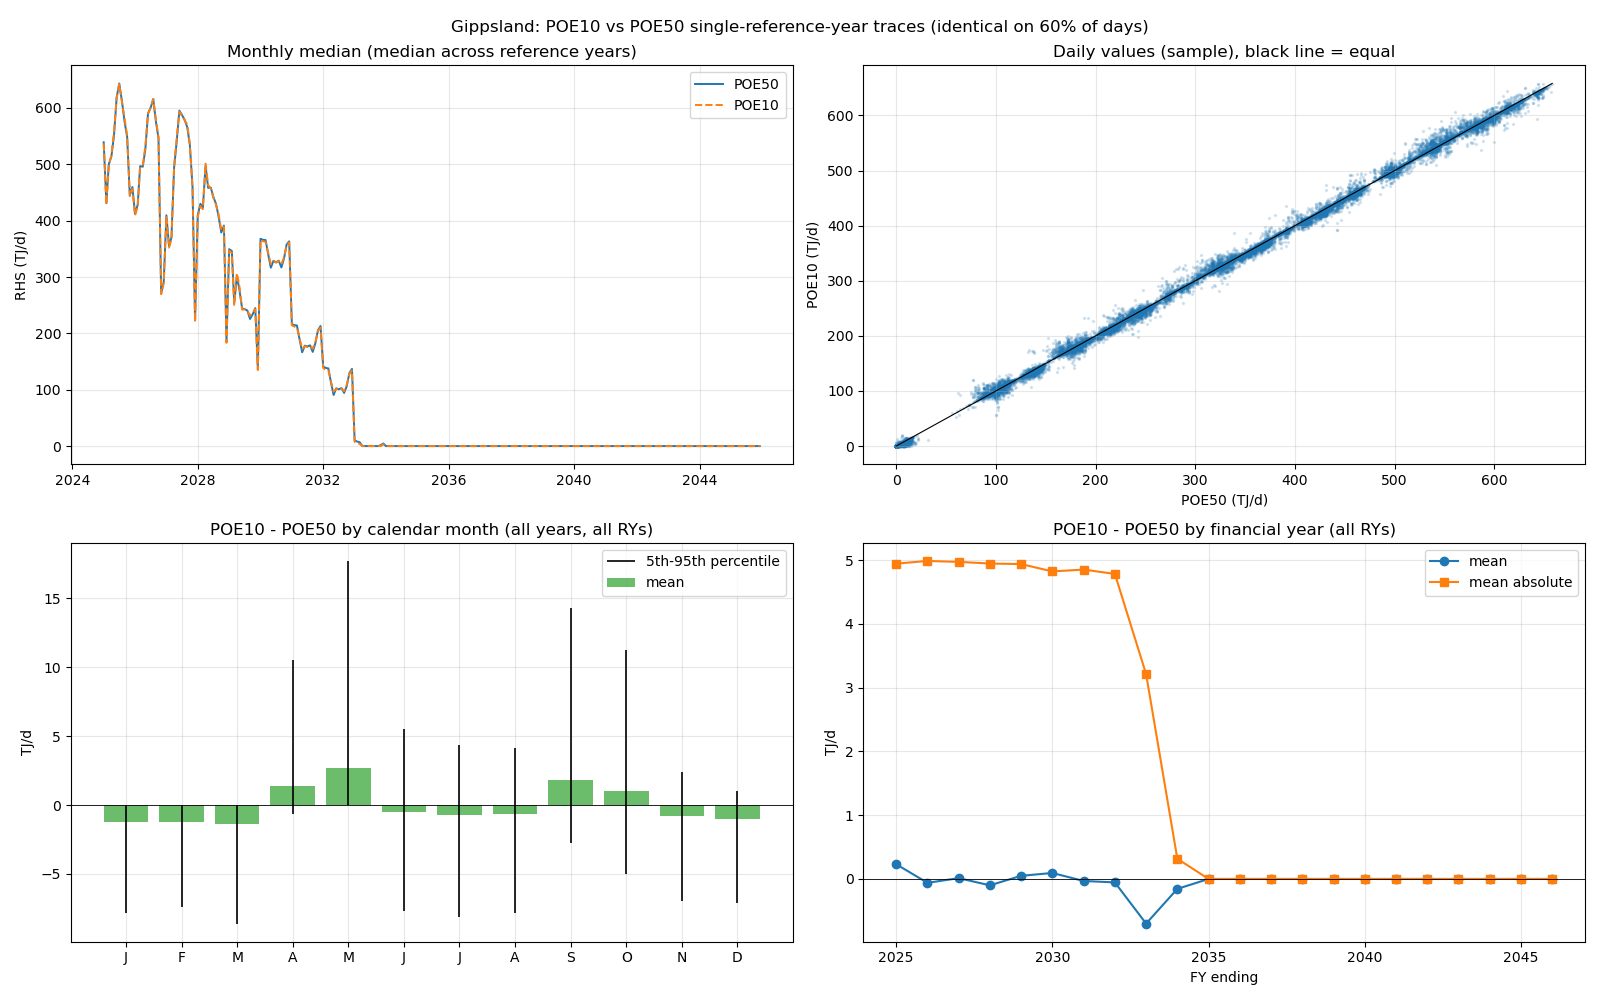 Gippsland: POE10 vs POE50 single-reference-year traces (identical on 60% of days)
Monthly median (median across reference years)
RHS (TJ/d)
600
500
400
300
200
100
0
2024
2028
2032
2036
2040
2044
POE50
POE10
Daily values (sample), black line = equal
POE10 (TJ/d)
600
500
400
300
200
100
0
0
100
200
300
400
500
600
POE50 (TJ/d)
POE10 - POE50 by calendar month (all years, all RYs)
TJ/d
15
10
5
0
−5
J
F
M
A
M
J
J
A
S
O
N
D
5th-95th percentile
mean
POE10 - POE50 by financial year (all RYs)
TJ/d
5
4
3
2
1
0
2025
2030
2035
2040
2045
FY ending
mean
mean absolute